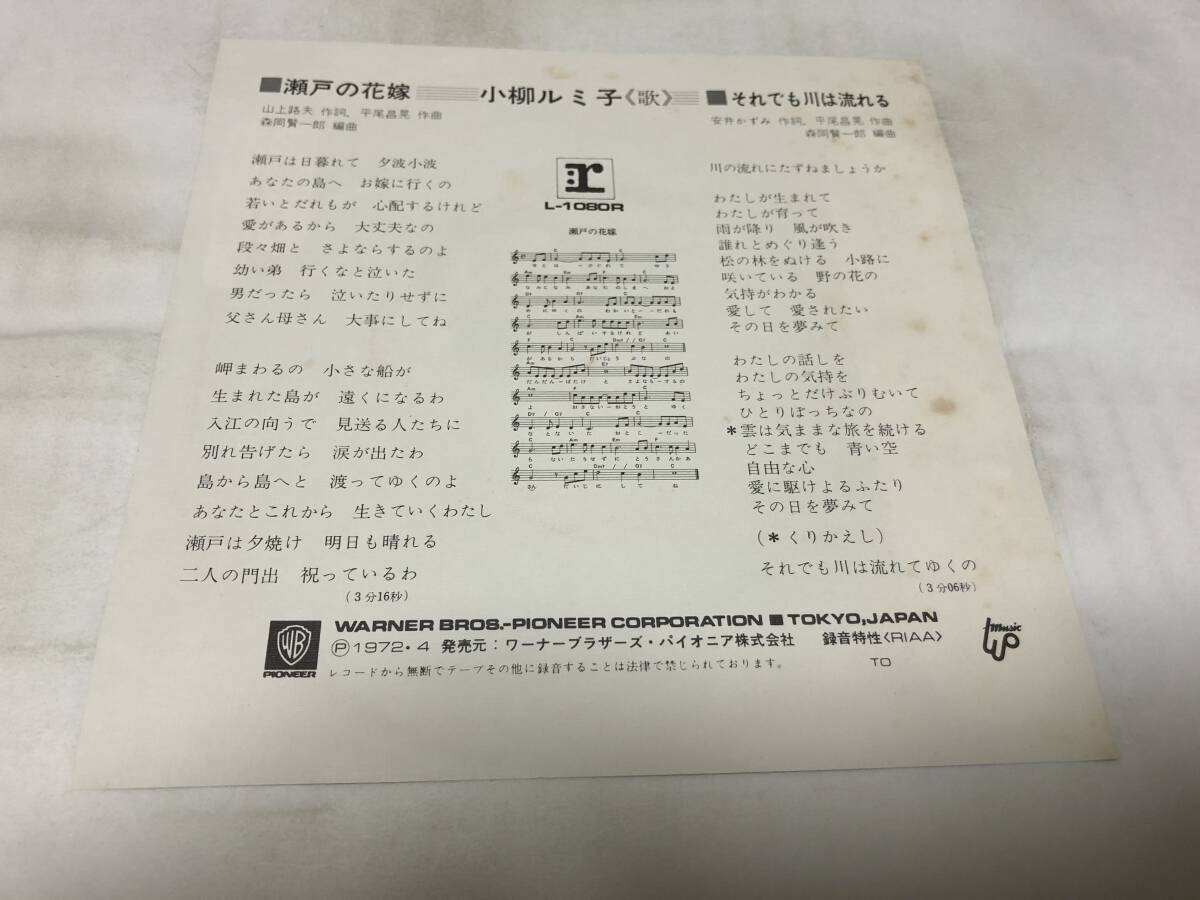 ■瀬戸の花嫁
小柳ルミ子《歌》
■それでも川は流れる
山上路夫 作詞、平尾昌晃 作曲
森岡賢一郎 編曲
安井かずみ 作詞、平尾昌晃 作曲
森岡賢一郎 編曲
瀬戸は日暮れて 夕波小波
あなたの島へ お嫁に行くの
若いとだれもが 心配するけれど
愛があるから 大丈夫なの
段々畑と さよならするのよ
幼い弟 行くなと泣いた
男だったら 泣いたりせずに
父さん母さん 大事にしてね
岬まわるの 小さな船が
生まれた島が 遠くになるわ
入江の向うで 見送る人たちに
別れ告げたら 涙が出たわ
島から島へと 渡ってゆくのよ
あなたとこれから 生きていくわたし
瀬戸は夕焼け 明日も晴れる
二人の門出 祝っているわ
(3分16秒)
r
L-1080R
瀬戸の花嫁
川の流れにたずねましょうか
わたしが生まれて
わたしが育って
雨が降り 風が吹き
誰れとめぐり逢う
松の林をぬける 小路に
咲いている 野の花の
気持がわかる
愛して 愛されたい
その日を夢みて
わたしの話しを
わたしの気持を
ちょっとだけふりむいて
ひとりぼっちなの
*雲は気ままな旅を続ける
どこまでも 青い空
自由な心
愛に駆けよるふたり
その日を夢みて
(*くりかえし)
それでも川は流れてゆくの
(3分06秒)
WB
PIONEER
WARNER BROS.-PIONEER CORPORATION ■ TOKYO, JAPAN
Ⓟ1972・4 発売元：ワーナーブラザーズ・パイオニア株式会社 録音特性〈RIAA〉
レコードから無断でテープその他に録音することは法律で禁じられております。
TO
music up